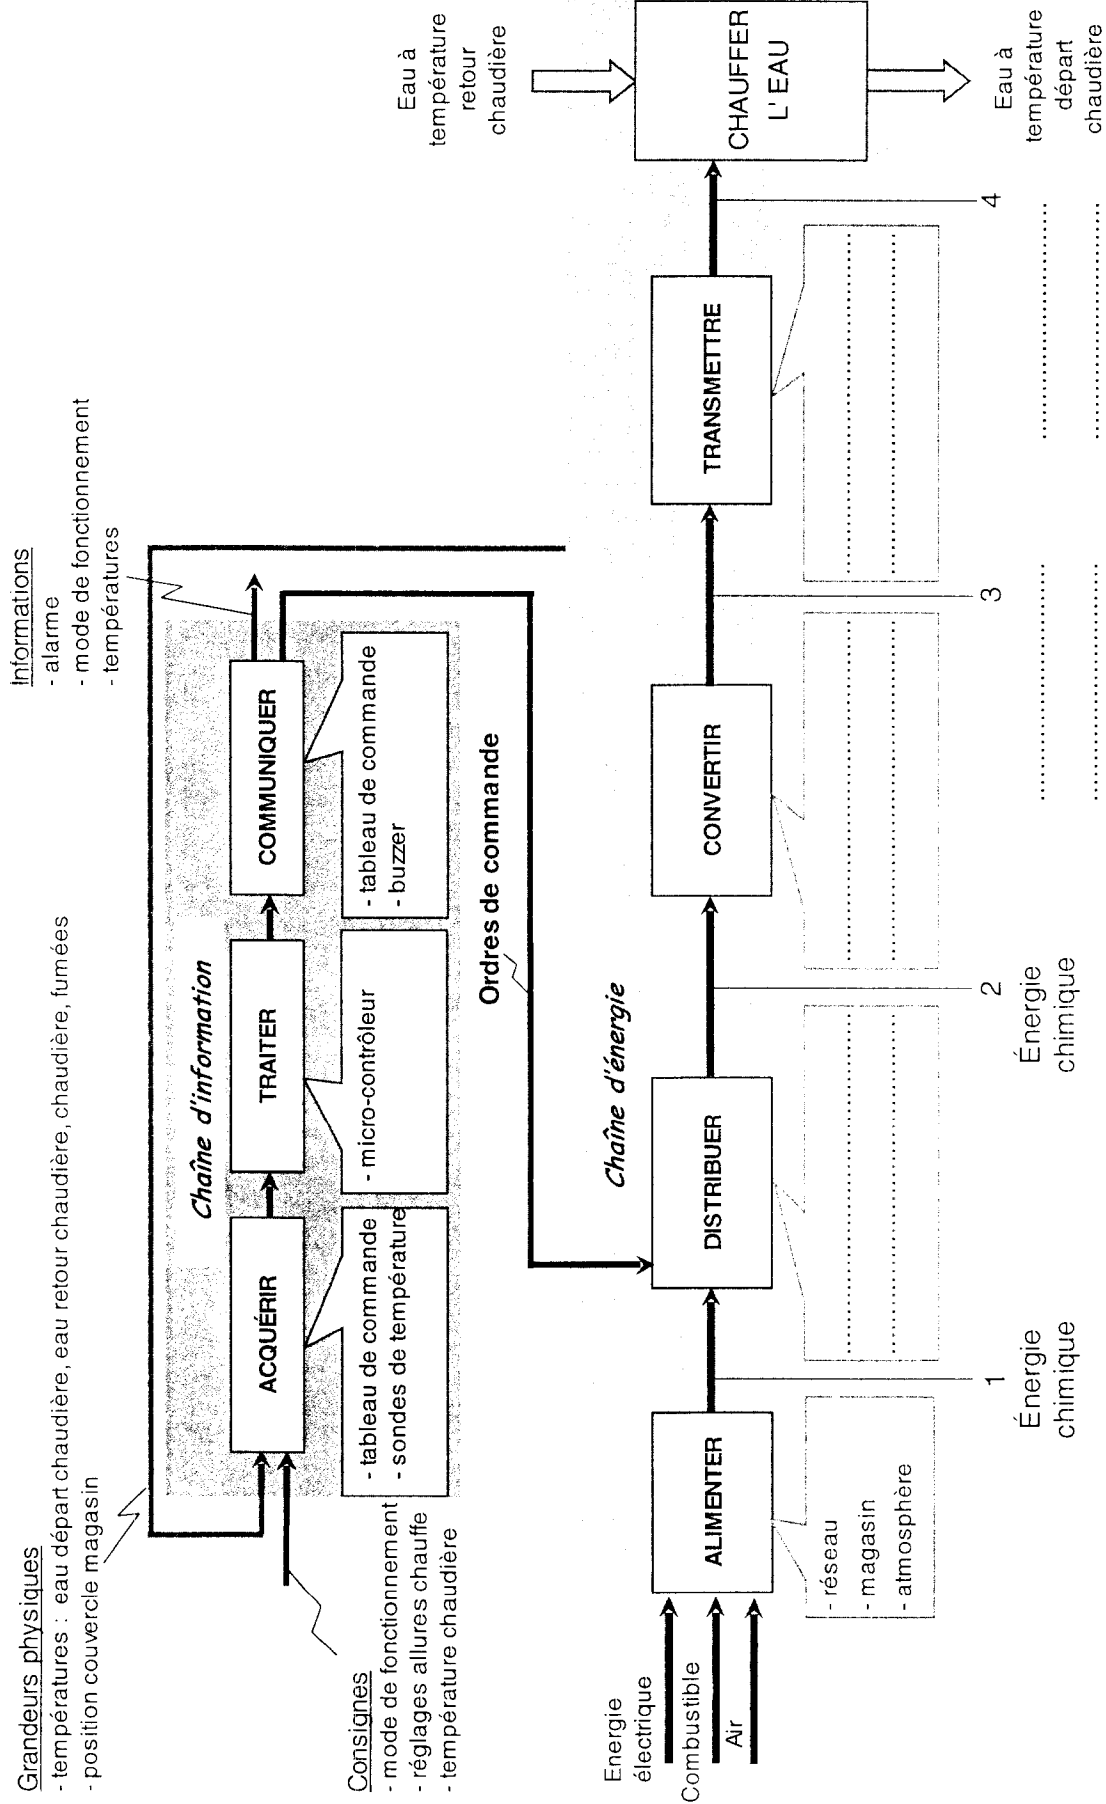 Grandeurs physiques
- températures : eau départ chaudière, eau retour chaudière, chaudière, fumées
- position couvercle magasin
Informations
- alarme
- mode de fonctionnement
- températures
Chaîne d'information
ACQUÉRIR
TRAITER
COMMUNIQUER
- tableau de commande
- sondes de température
- micro-contrôleur
- tableau de commande
- buzzer
Consignes
- mode de fonctionnement
- réglages allures chauffe
- température chaudière
Ordres de commande
Eau à
température
retour
chaudière
Chaîne d'énergie
Energie
électrique
Combustible
Air
ALIMENTER
DISTRIBUER
CONVERTIR
TRANSMETTRE
CHAUFFER
L' EAU
- réseau
- magasin
- atmosphère
1
Énergie
chimique
2
Énergie
chimique
3
4
Eau à
température
départ
chaudière